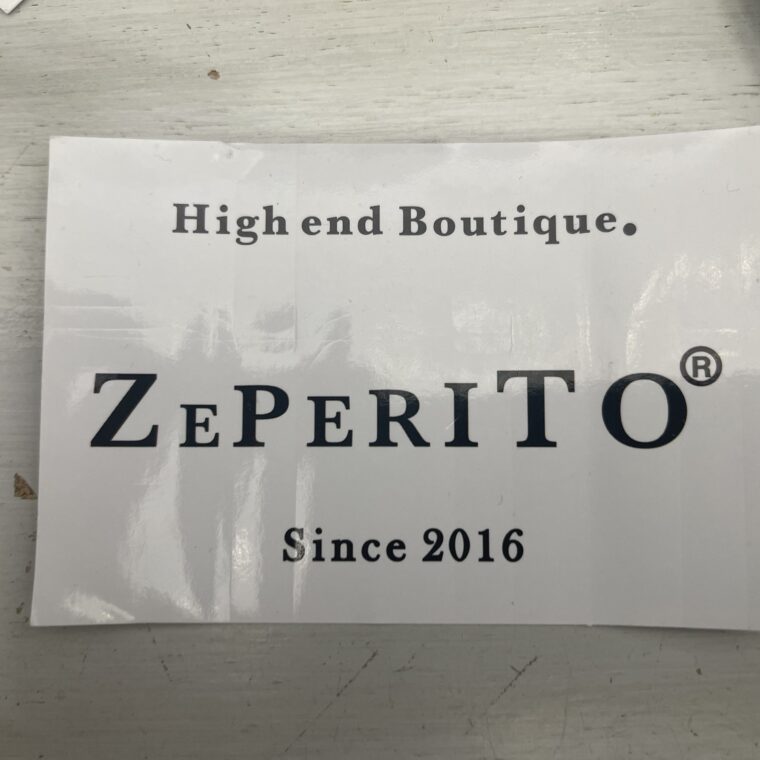 High end Boutique.
ZEPERITO®
Since 2016